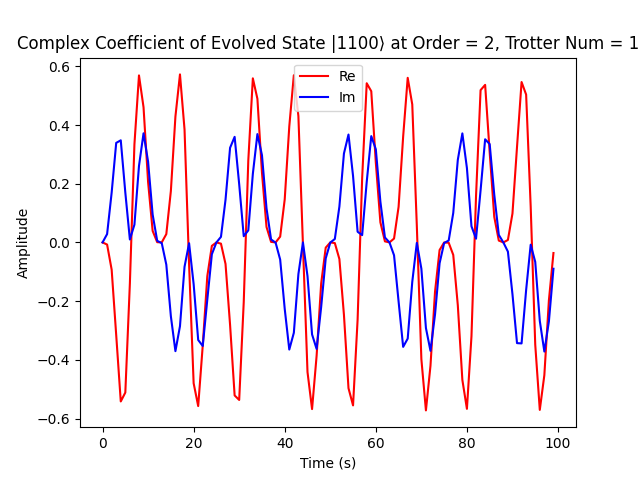 Complex Coefficient of Evolved State |1100⟩ at Order = 2, Trotter Num = 1
Re
Im
Amplitude
0.6
0.4
0.2
0.0
−0.2
−0.4
−0.6
0
20
40
60
80
100
Time (s)